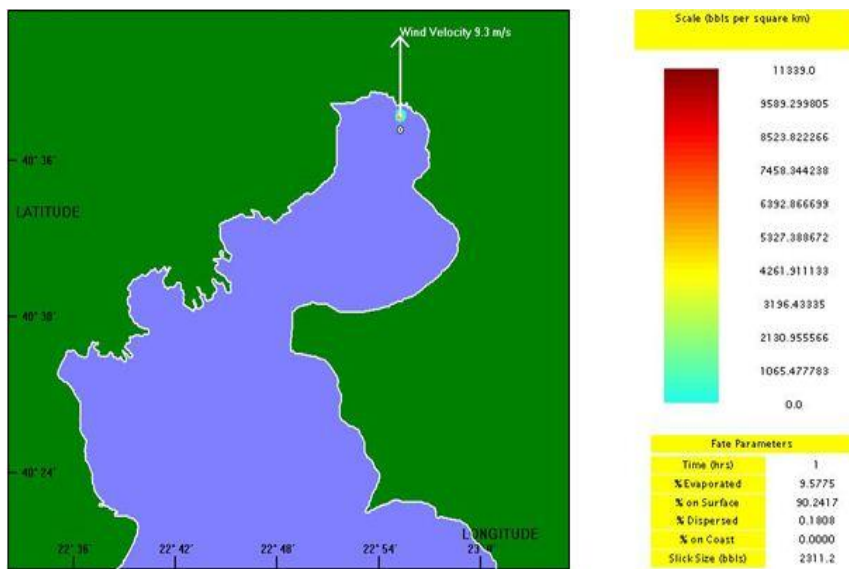 Wind Velocity 9.3 m/s
0
40° 36'
LATITUDE
40° 30'
40° 24'
LONGITUDE
22° 36' 22° 42' 22° 48' 22° 54' 23° 0'
Scale (bbls per square km)
11339.0
9589.299805
8523.822266
7458.344238
6392.866699
5327.388672
4261.911133
3196.43335
2130.955566
1065.477783
0.0
Fate Parameters
Time (hrs) 1
% Evaporated 9.5775
% on Surface 90.2417
% Dispersed 0.1808
% on Coast 0.0000
Slick Size (bbls) 2311.2